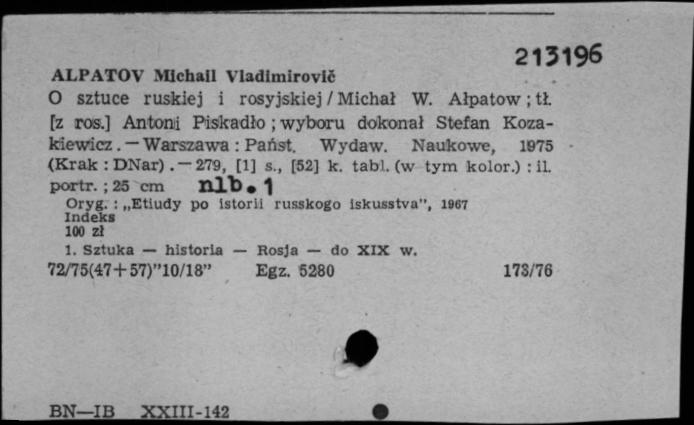 213196
ALPATOV Michail Vladimirovič
O sztuce ruskiej i rosyjskiej / Michał W. Ałpatow ; tł.
[z ros.] Antoni Piskadło ; wyboru dokonał Stefan Koza-
kiewicz. — Warszawa : Państ. Wydaw. Naukowe, 1975
(Krak : DNar) . — 279, [1] s., [52] k. tabl. (w tym kolor.) : il.
portr. ; 25 cm nlb. 1
Oryg. : „Etiudy po istorii russkogo iskusstva", 1967
Indeks
100 zł
1. Sztuka — historia — Rosja — do XIX w.
72/75(47+57)"10/18" Egz. 5280 173/76
BN—IB XXIII-142